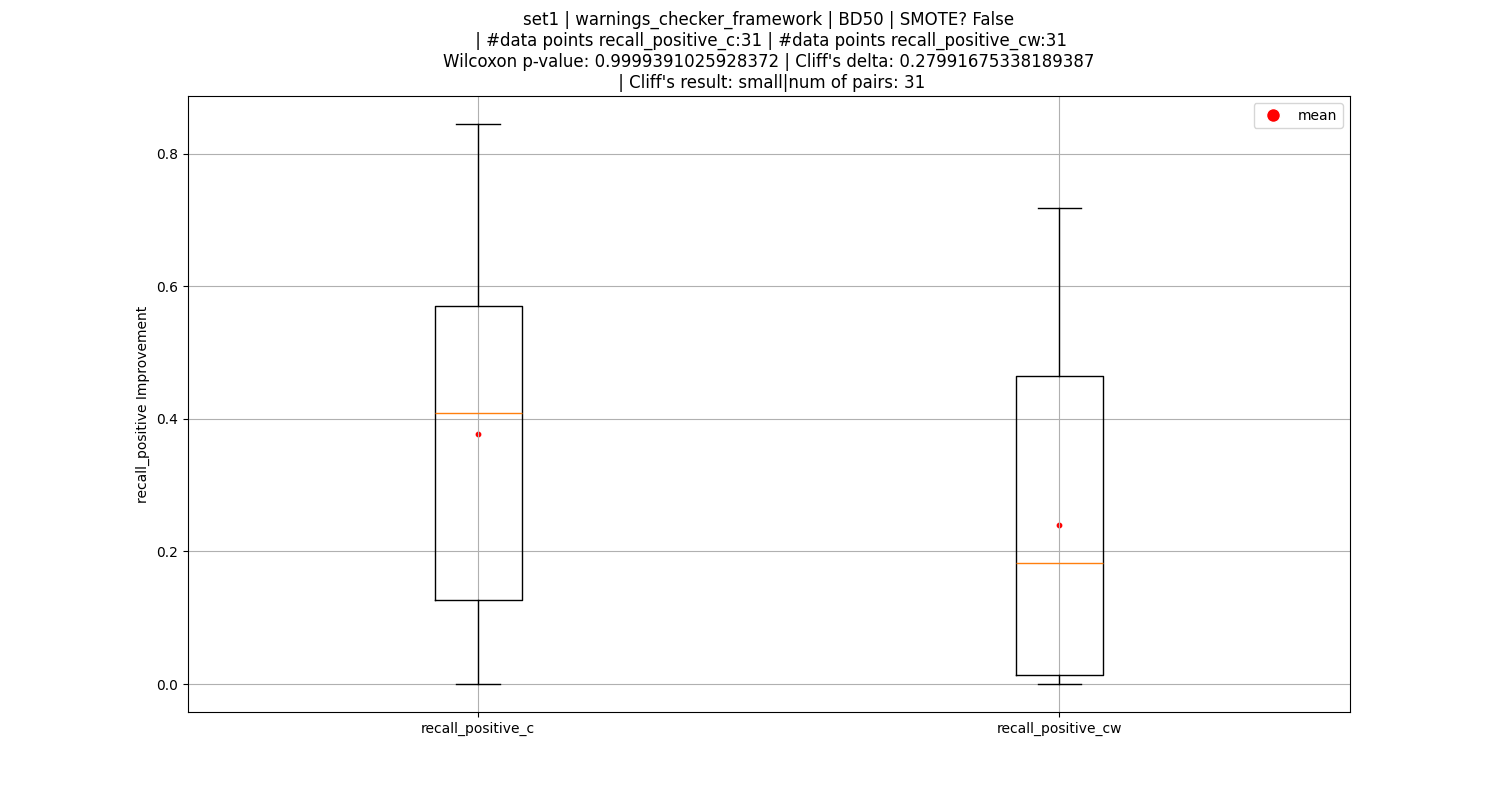 set1 | warnings_checker_framework | BD50 | SMOTE? False
| #data points recall_positive_c:31 | #data points recall_positive_cw:31
Wilcoxon p-value: 0.9999391025928372 | Cliff's delta: 0.27991675338189387
| Cliff's result: small|num of pairs: 31
mean
0.8
0.6
0.4
0.2
0.0
recall_positive Improvement
recall_positive_c
recall_positive_cw